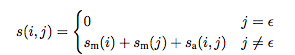 s(i, j) = { 0 j = ϵ
s_m(i) + s_m(j) + s_a(i, j) j ≠ ϵ